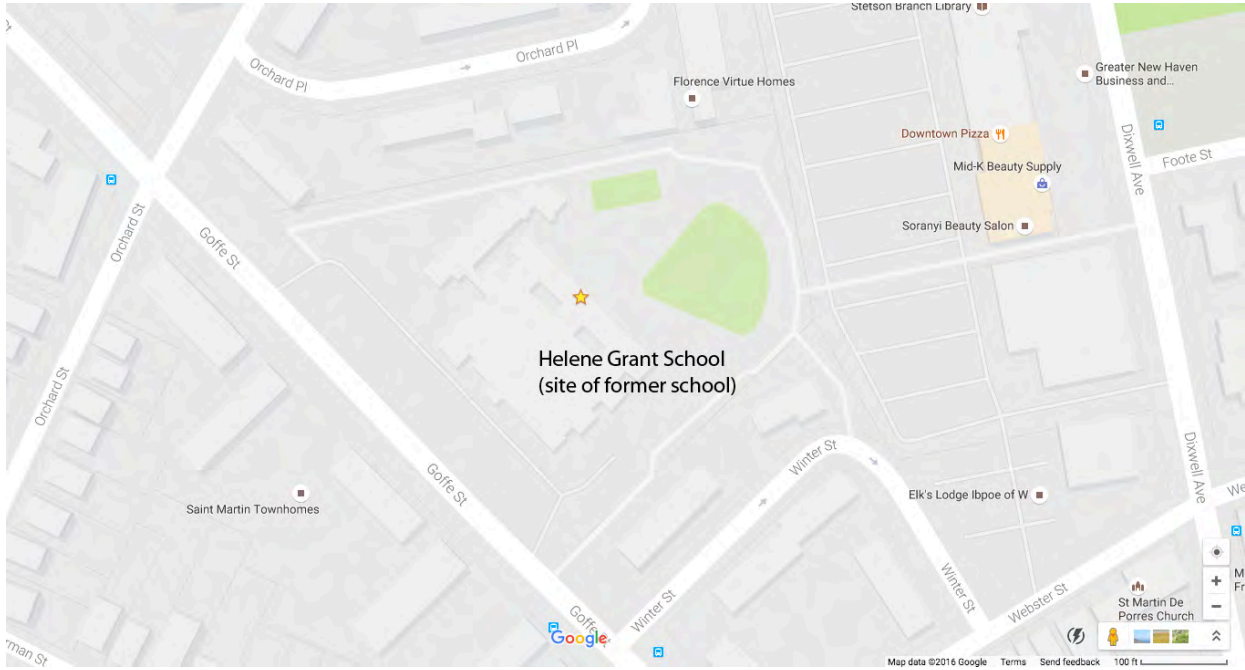 Stetson Branch Library
Orchard Pl
Orchard Pl
Florence Virtue Homes
Greater New Haven
Business and...
Downtown Pizza
Dixwell Ave
Foote St
Mid-K Beauty Supply
Orchard St
Goffe St
Soranyi Beauty Salon
Helene Grant School
(site of former school)
Orchard St
Goffe St
Winter St
Dixwell Ave
Saint Martin Townhomes
Elk's Lodge Ibpoe of W
We
Winter St
Webster St
M
Fr
St Martin De
Porres Church
Goffe
Winter St
Google
rman St
Map data ©2016 Google Terms Send feedback 100 ft